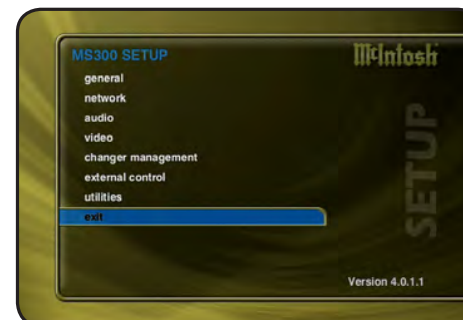 MS300 SETUP
McIntosh
general
network
audio
video
changer management
external control
utilities
exit
SETUP
Version 4.0.1.1